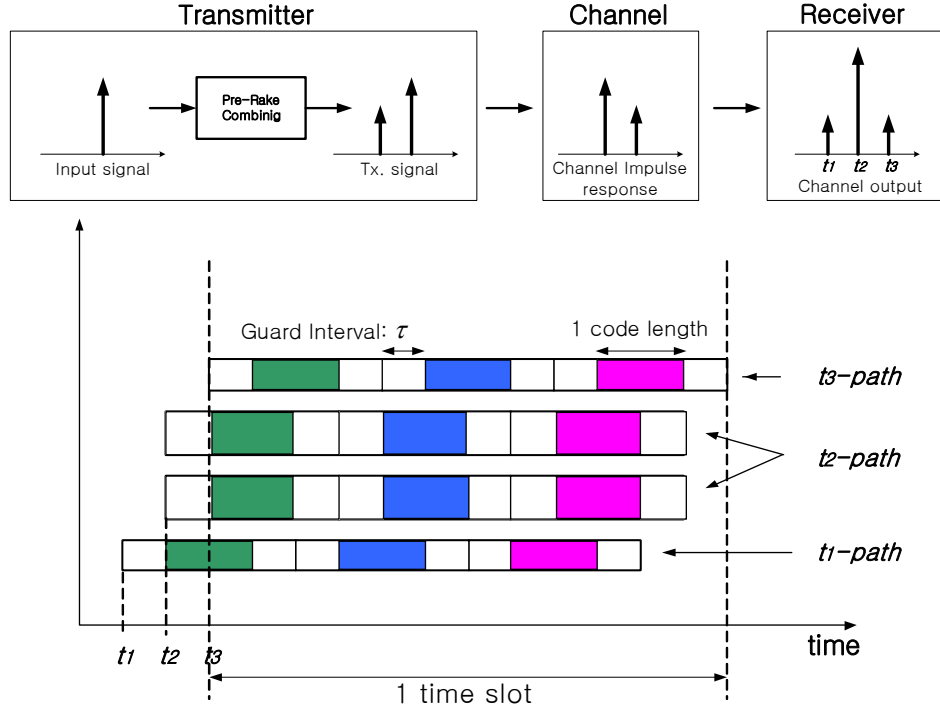 Transmitter
Channel
Receiver
Pre-Rake
Combinig
Input signal
Tx. signal
Channel Impulse
response
t1
t2
t3
Channel output
Guard Interval: τ
1 code length
t3-path
t2-path
t1-path
t1
t2
t3
time
1 time slot